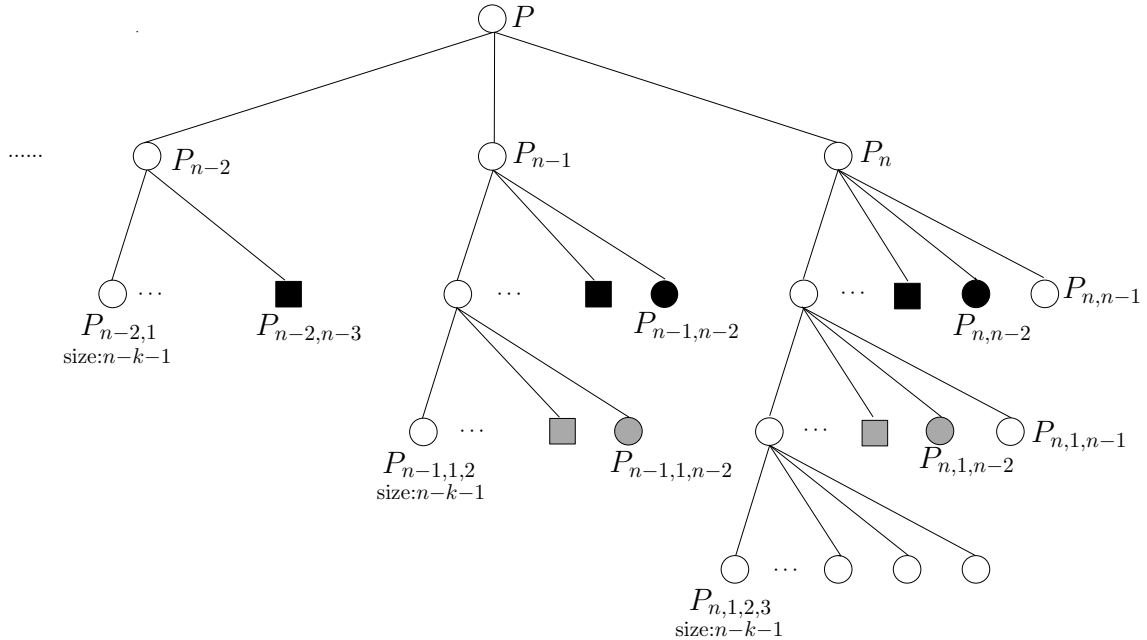 P
...... P_{n−2} P_{n−1} P_n
... ... ... P_{n,n−1}
P_{n−2,1} P_{n−2,n−3} P_{n−1,n−2} P_{n,n−2}
size:n−k−1
... ... P_{n,1,n−1}
P_{n−1,1,2} P_{n−1,1,n−2} P_{n,1,n−2}
size:n−k−1
...
P_{n,1,2,3}
size:n−k−1